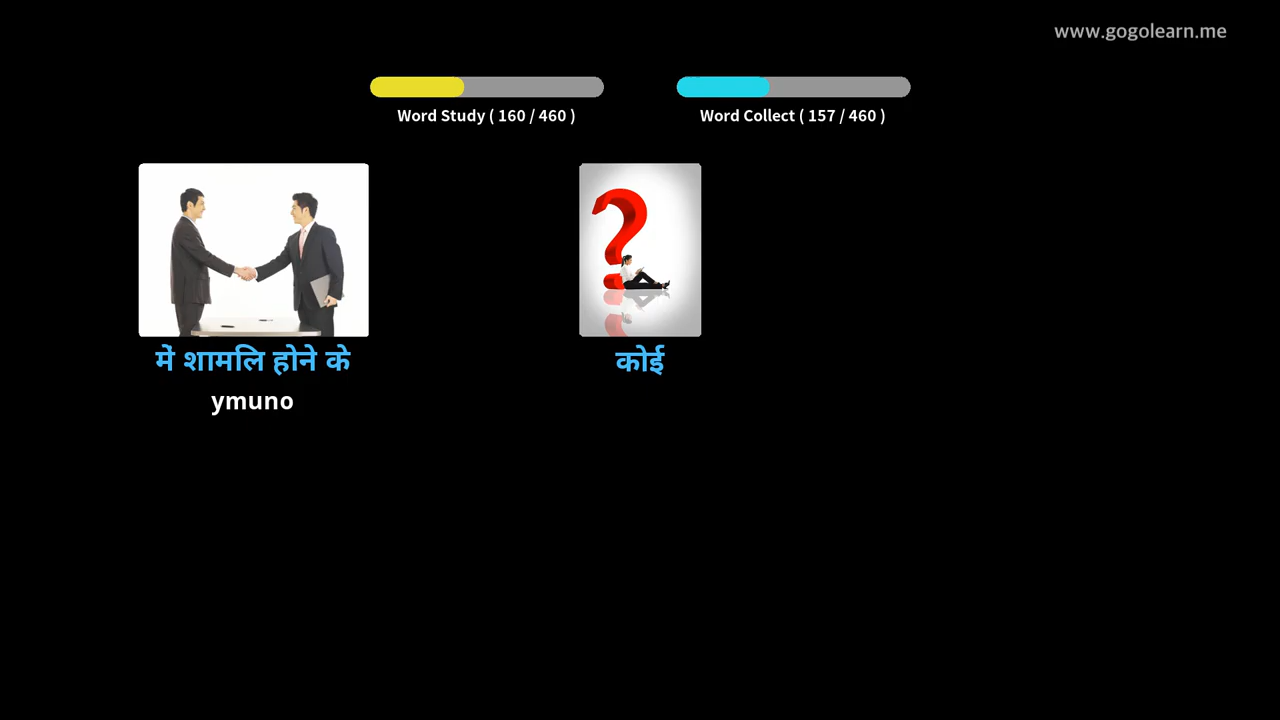 www.gogolearn.me
Word Study ( 160 / 460 )
Word Collect ( 157 / 460 )
में शामलि होने के
कोई
ymuno